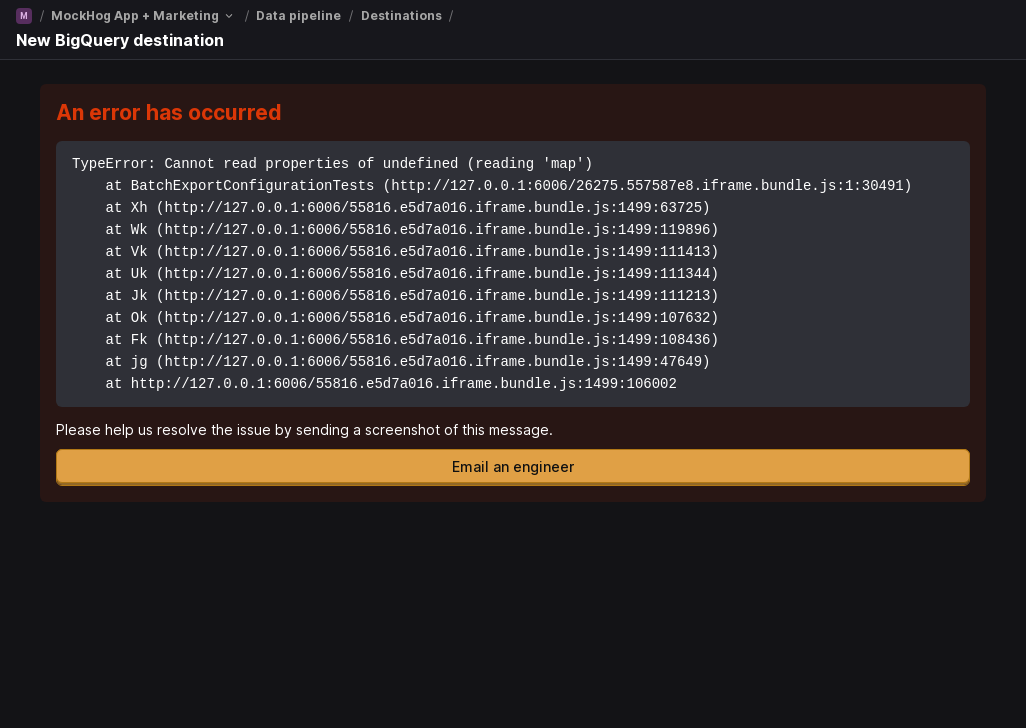 M / MockHog App + Marketing / Data pipeline / Destinations /
New BigQuery destination
An error has occurred
TypeError: Cannot read properties of undefined (reading 'map')
    at BatchExportConfigurationTests (http://127.0.0.1:6006/26275.557587e8.iframe.bundle.js:1:30491)
    at Xh (http://127.0.0.1:6006/55816.e5d7a016.iframe.bundle.js:1499:63725)
    at Wk (http://127.0.0.1:6006/55816.e5d7a016.iframe.bundle.js:1499:119896)
    at Vk (http://127.0.0.1:6006/55816.e5d7a016.iframe.bundle.js:1499:111413)
    at Uk (http://127.0.0.1:6006/55816.e5d7a016.iframe.bundle.js:1499:111344)
    at Jk (http://127.0.0.1:6006/55816.e5d7a016.iframe.bundle.js:1499:111213)
    at Ok (http://127.0.0.1:6006/55816.e5d7a016.iframe.bundle.js:1499:107632)
    at Fk (http://127.0.0.1:6006/55816.e5d7a016.iframe.bundle.js:1499:108436)
    at jg (http://127.0.0.1:6006/55816.e5d7a016.iframe.bundle.js:1499:47649)
    at http://127.0.0.1:6006/55816.e5d7a016.iframe.bundle.js:1499:106002
Please help us resolve the issue by sending a screenshot of this message.
Email an engineer